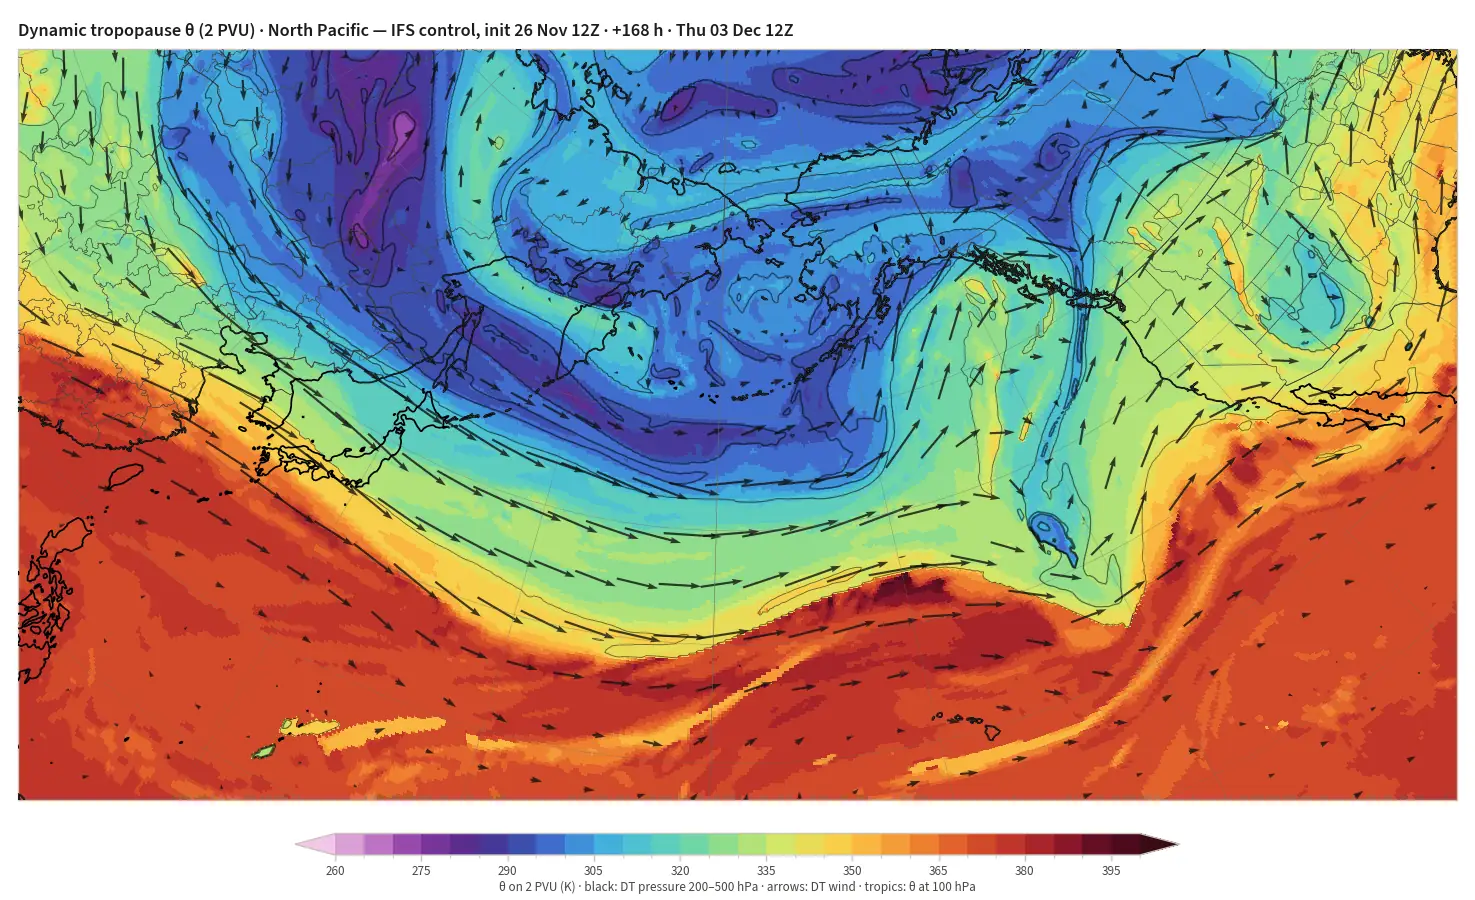 Dynamic tropopause θ (2 PVU) · North Pacific — IFS control, init 26 Nov 12Z · +168 h · Thu 03 Dec 12Z
260 275 290 305 320 335 350 365 380 395
θ on 2 PVU (K) · black: DT pressure 200–500 hPa · arrows: DT wind · tropics: θ at 100 hPa